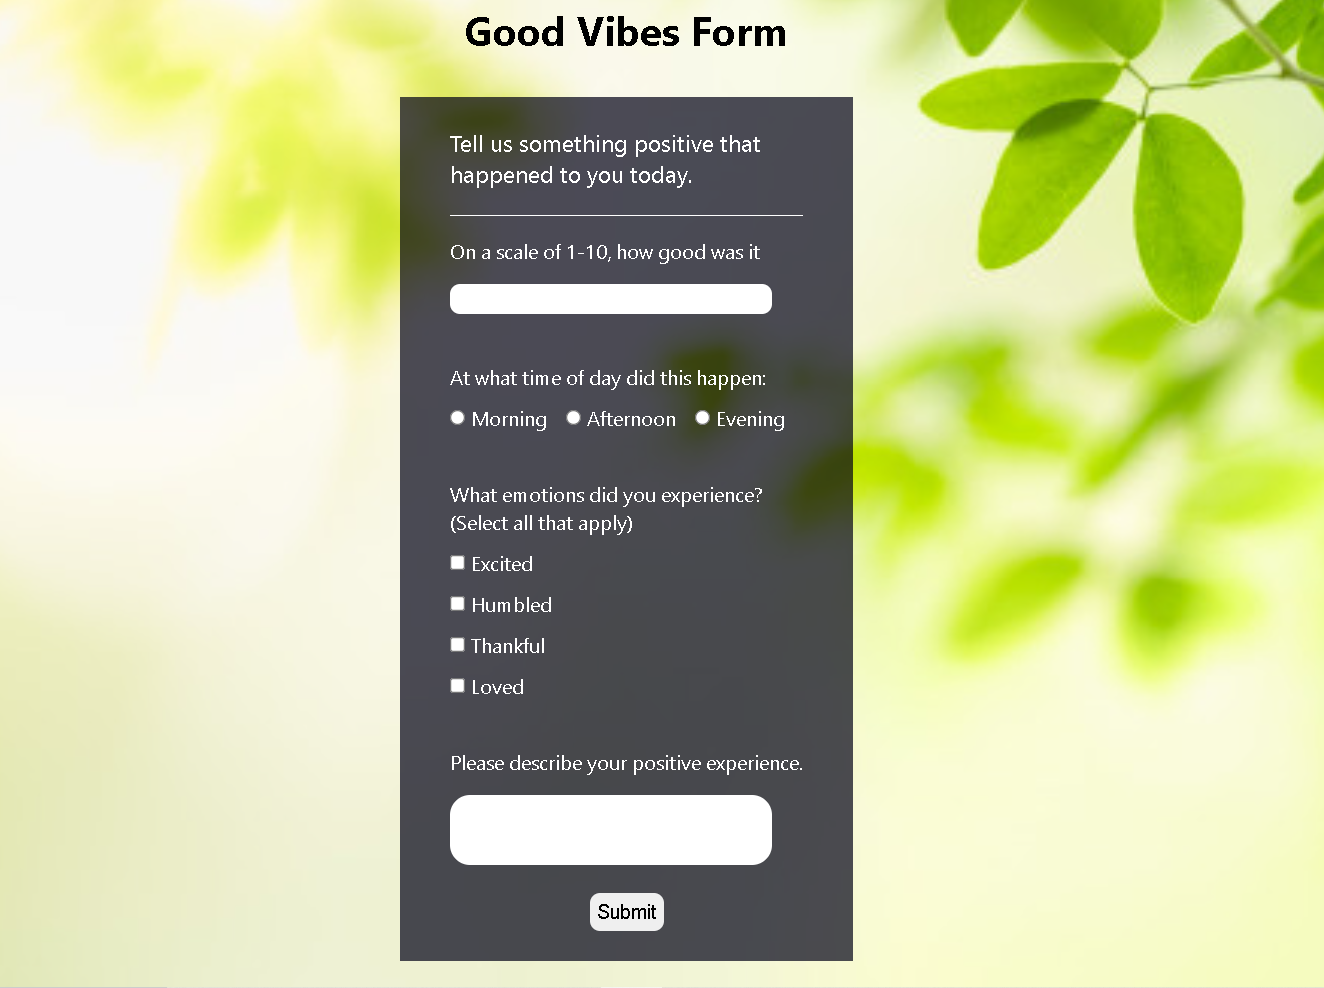 Good Vibes Form
Tell us something positive that
happened to you today.
On a scale of 1-10, how good was it
At what time of day did this happen:
Morning Afternoon Evening
What emotions did you experience?
(Select all that apply)
Excited
Humbled
Thankful
Loved
Please describe your positive experience.
Submit